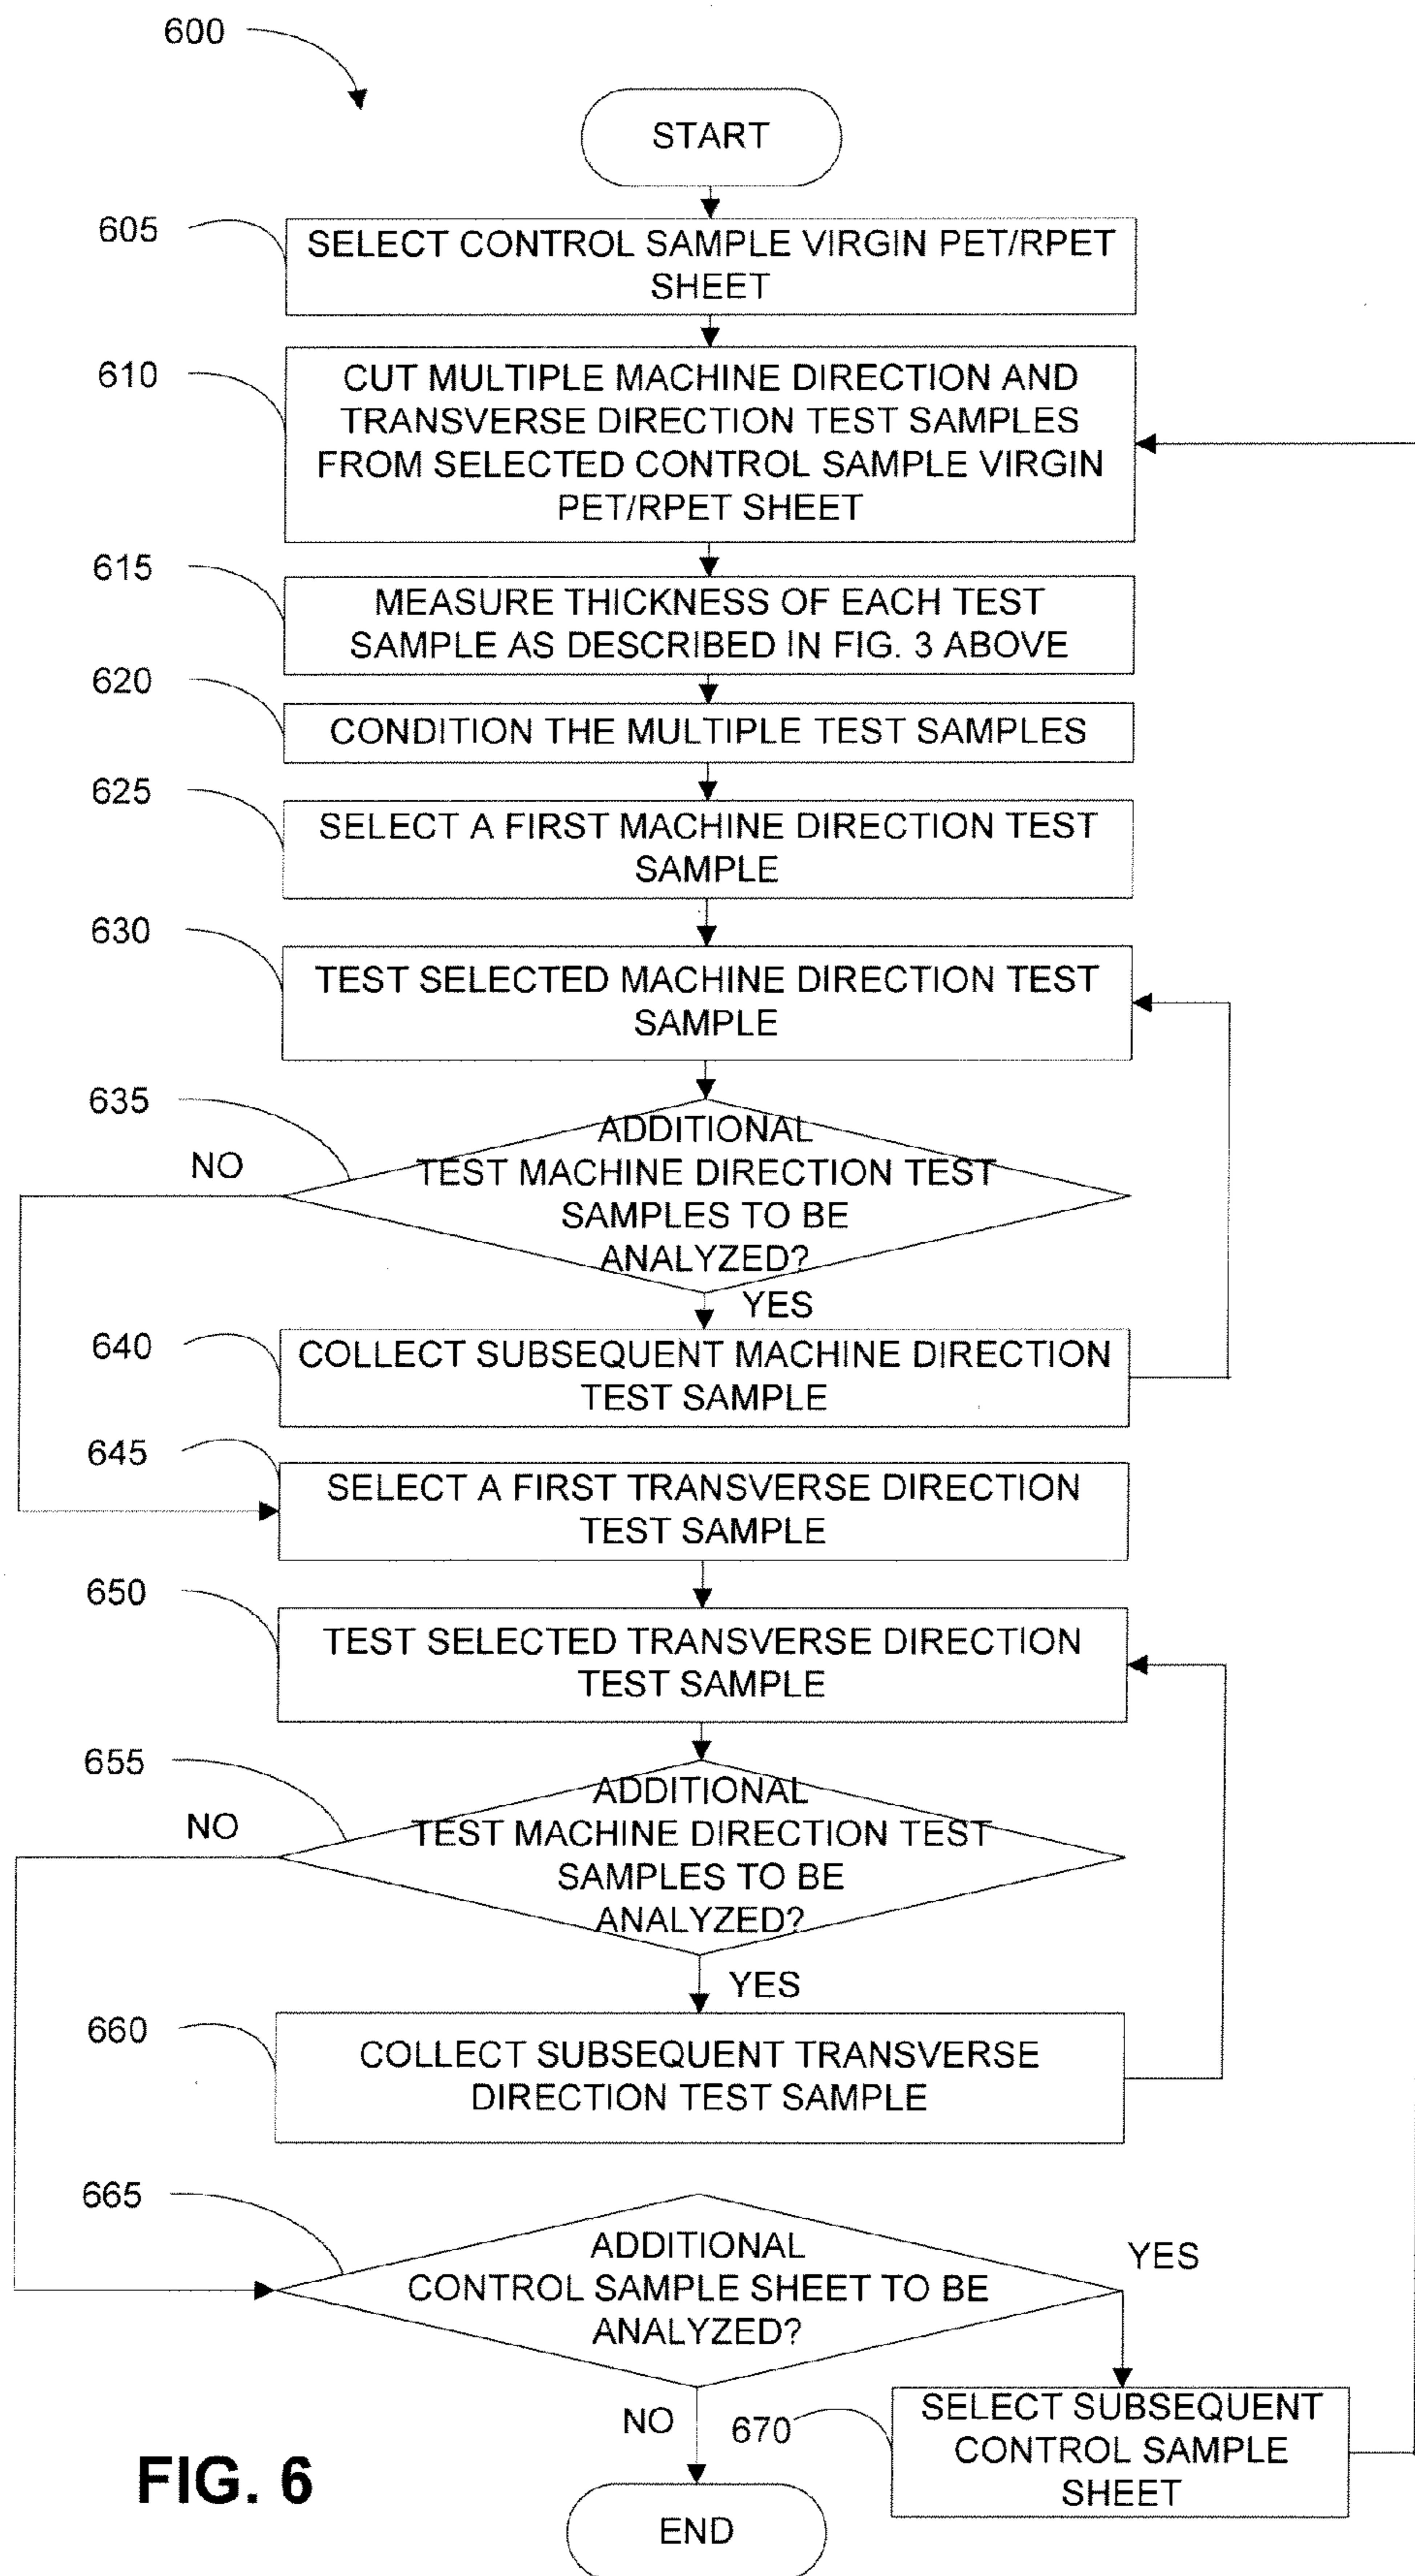 600
START
605
SELECT CONTROL SAMPLE VIRGIN PET/RPET
SHEET
610
CUT MULTIPLE MACHINE DIRECTION AND
TRANSVERSE DIRECTION TEST SAMPLES
FROM SELECTED CONTROL SAMPLE VIRGIN
PET/RPET SHEET
615
MEASURE THICKNESS OF EACH TEST
SAMPLE AS DESCRIBED IN FIG. 3 ABOVE
620
CONDITION THE MULTIPLE TEST SAMPLES
625
SELECT A FIRST MACHINE DIRECTION TEST
SAMPLE
630
TEST SELECTED MACHINE DIRECTION TEST
SAMPLE
635
NO
ADDITIONAL
TEST MACHINE DIRECTION TEST
SAMPLES TO BE
ANALYZED?
YES
640
COLLECT SUBSEQUENT MACHINE DIRECTION
TEST SAMPLE
645
SELECT A FIRST TRANSVERSE DIRECTION
TEST SAMPLE
650
TEST SELECTED TRANSVERSE DIRECTION
TEST SAMPLE
655
NO
ADDITIONAL
TEST MACHINE DIRECTION TEST
SAMPLES TO BE
ANALYZED?
YES
660
COLLECT SUBSEQUENT TRANSVERSE
DIRECTION TEST SAMPLE
665
ADDITIONAL
CONTROL SAMPLE SHEET TO BE
ANALYZED?
YES
NO
670
SELECT SUBSEQUENT
CONTROL SAMPLE
SHEET
FIG. 6
END